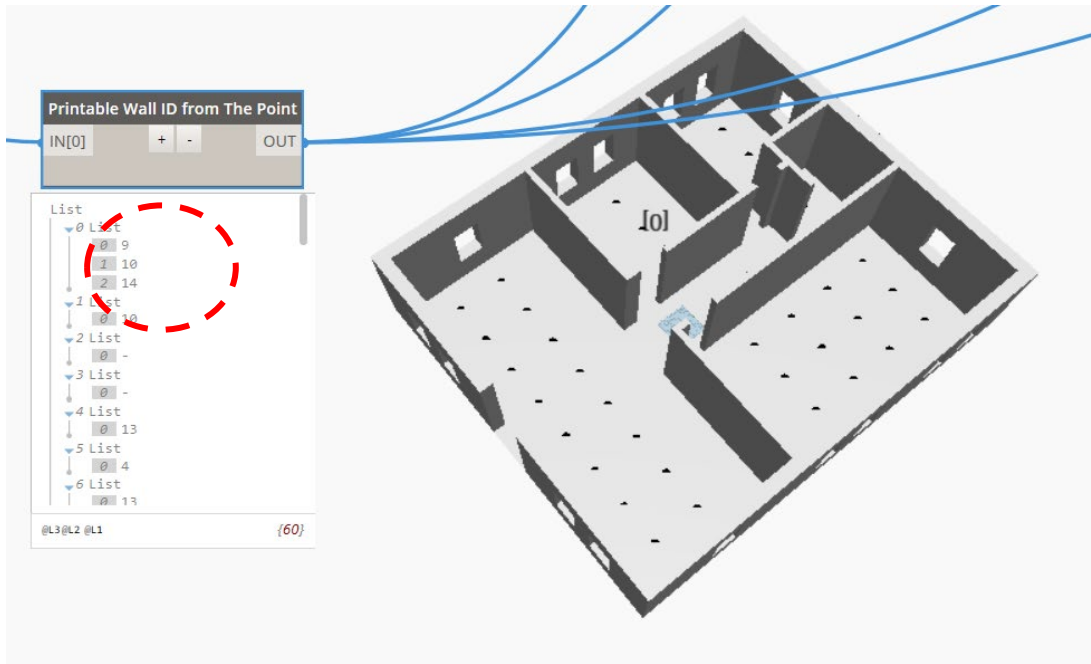 Printable Wall ID from The Point
IN[0] + - OUT
List
0 List
0 9
1 10
2 14
1 List
0 10
2 List
0 -
3 List
0 -
4 List
0 13
5 List
0 4
6 List
0 13
@L3@L2 @L1 {60}
[0]